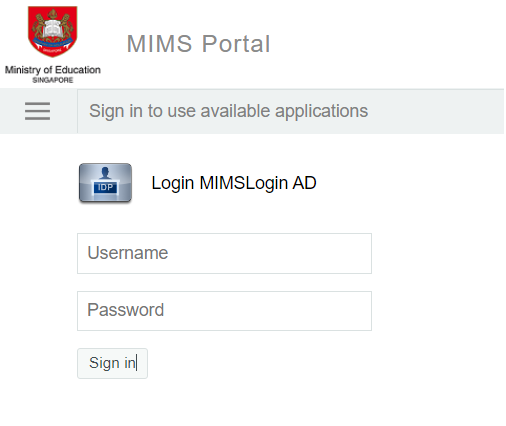 MIMS Portal
Ministry of Education
SINGAPORE
Sign in to use available applications
IDP
Login MIMSLogin AD
Username
Password
Sign in